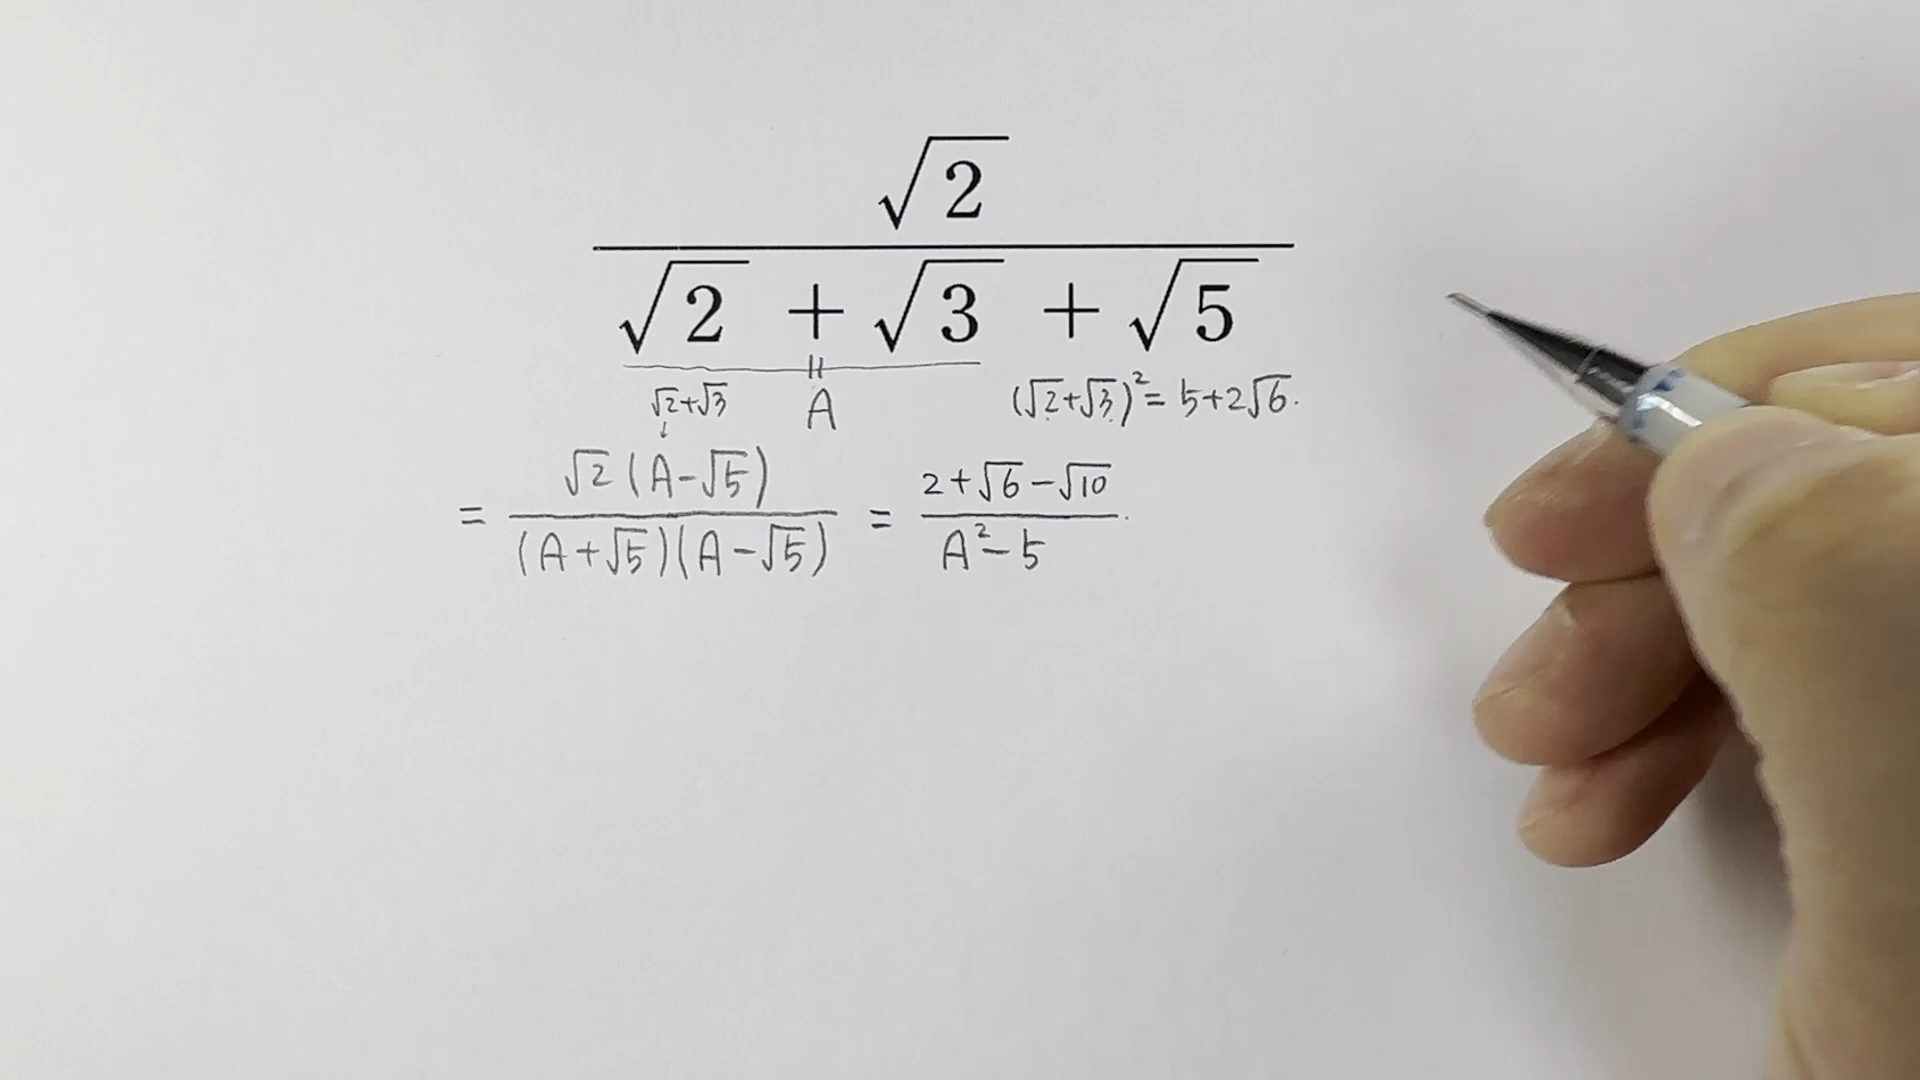 √2
√2 + √3 + √5
√2+√3 A (√2+√3)² = 5+2√6.
↓
= √2(A-√5) / (A+√5)(A-√5) = 2+√6-√10 / A²-5 .